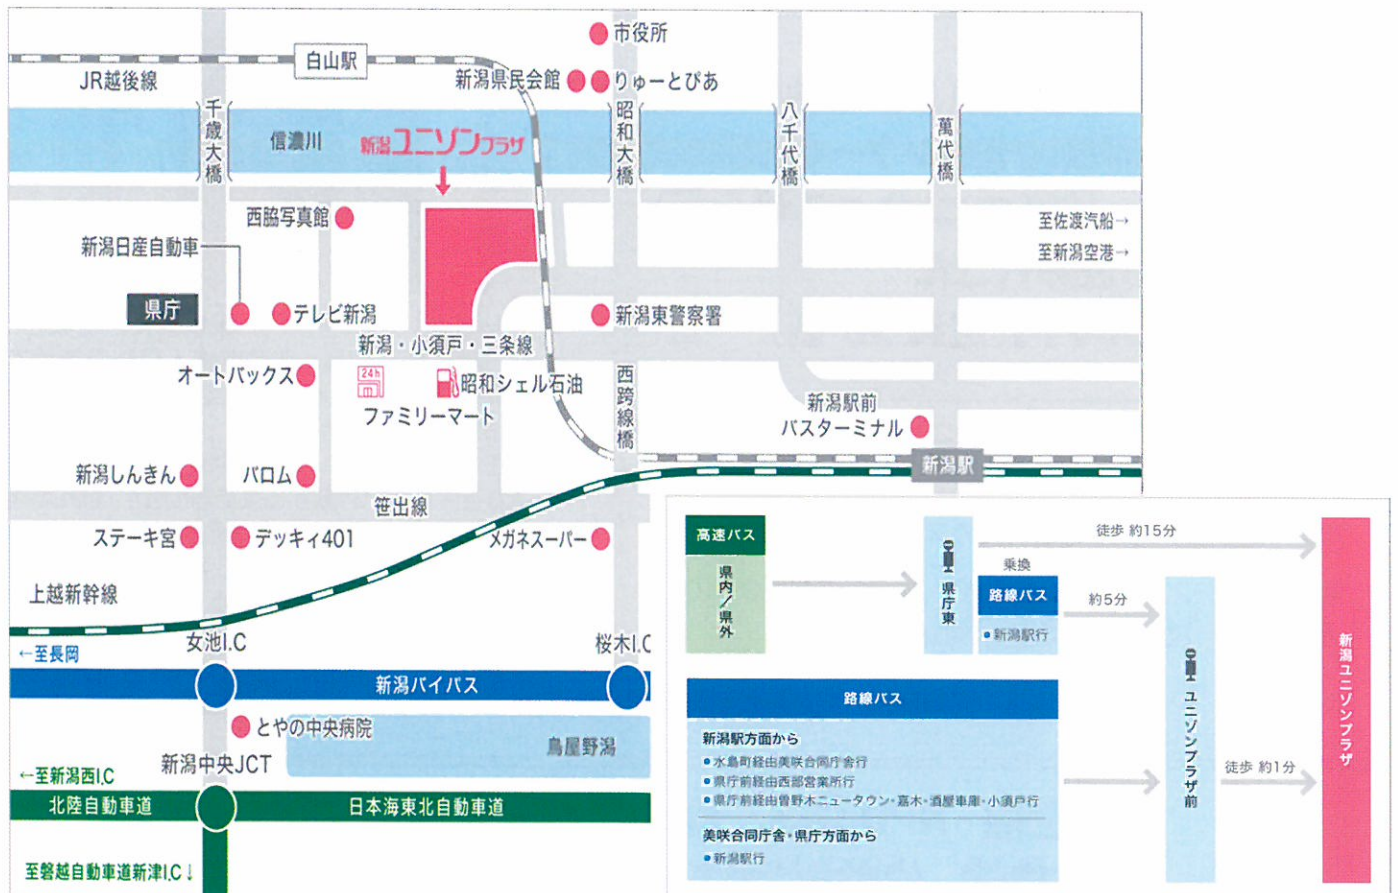 市役所
白山駅
JR越後線
新潟県民会館
りゅーとぴあ
千歳大橋
信濃川
新潟ユニゾンプラザ
昭和大橋
八千代橋
萬代橋
西脇写真館
至佐渡汽船→
新潟日産自動車
至新潟空港→
県庁
テレビ新潟
新潟東警察署
新潟・小須戸・三条線
オートバックス
24h
昭和シェル石油
ファミリーマート
西跨線橋
新潟駅前
バスターミナル
新潟しんきん
バロム
新潟駅
笹出線
ステーキ宮
デッキィ401
メガネスーパー
上越新幹線
女池I.C
桜木I.C
←至長岡
新潟バイパス
とやの中央病院
鳥屋野潟
新潟中央JCT
←至新潟西I.C
北陸自動車道
日本海東北自動車道
至磐越自動車道新津I.C↓
高速バス
県内/県外
県庁東
徒歩 約15分
乗換
路線バス
●新潟駅行
約5分
路線バス
新潟駅方面から
●水島町経由美咲合同庁舎行
●県庁前経由西部営業所行
●県庁前経由曽野木ニュータウン・嘉木・酒屋車庫・小須戸行
美咲合同庁舎・県庁方面から
●新潟駅行
ユニゾンプラザ前
徒歩 約1分
新潟ユニゾンプラザ